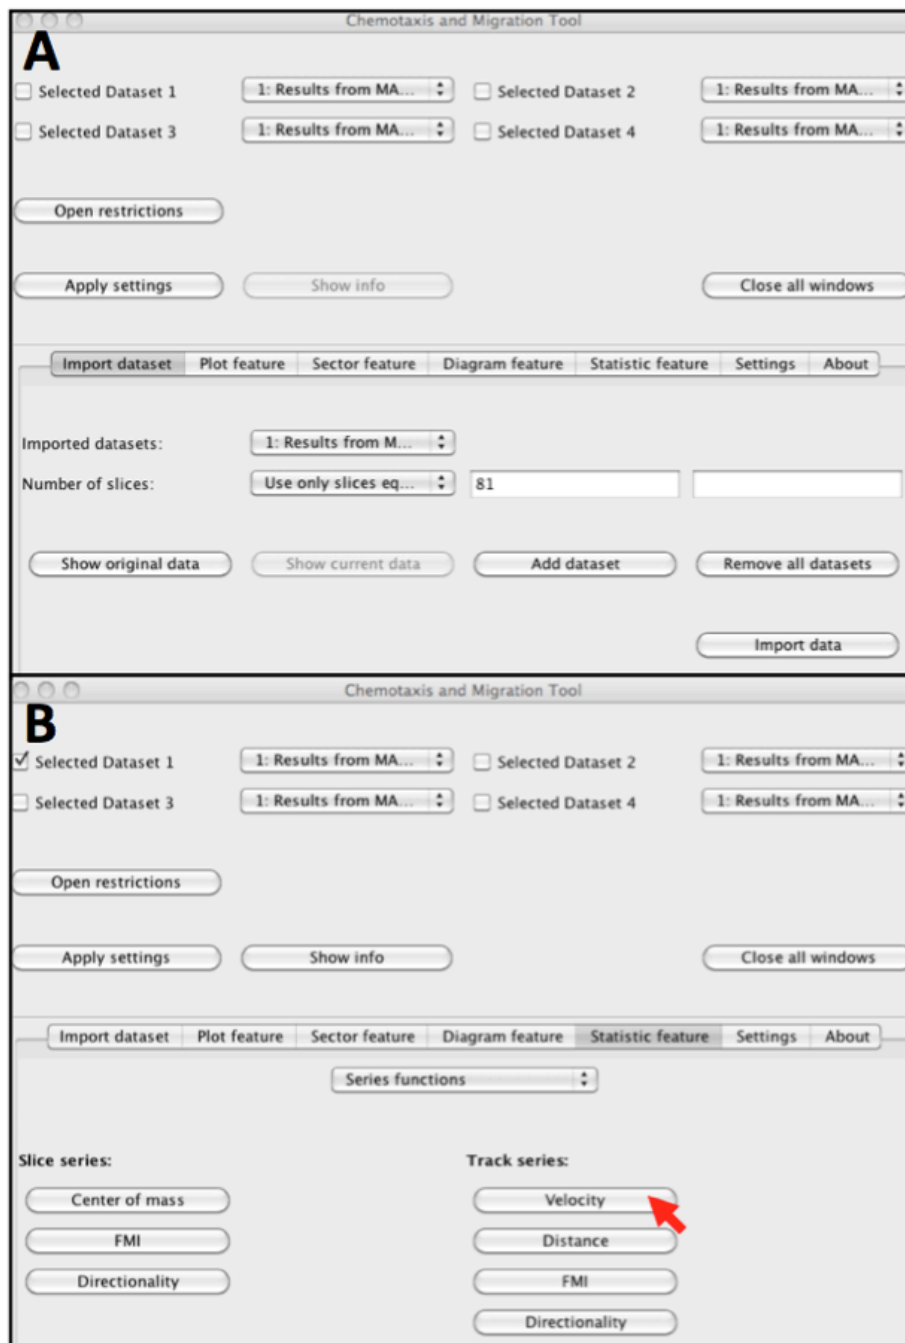 Chemotaxis and Migration Tool
A
Selected Dataset 1 1: Results from MA... Selected Dataset 2 1: Results from MA...
Selected Dataset 3 1: Results from MA... Selected Dataset 4 1: Results from MA...
Open restrictions
Apply settings Show info Close all windows
Import dataset Plot feature Sector feature Diagram feature Statistic feature Settings About
Imported datasets: 1: Results from M...
Number of slices: Use only slices eq... 81
Show original data Show current data Add dataset Remove all datasets
Import data
Chemotaxis and Migration Tool
B
Selected Dataset 1 1: Results from MA... Selected Dataset 2 1: Results from MA...
Selected Dataset 3 1: Results from MA... Selected Dataset 4 1: Results from MA...
Open restrictions
Apply settings Show info Close all windows
Import dataset Plot feature Sector feature Diagram feature Statistic feature Settings About
Series functions
Slice series: Track series:
Center of mass Velocity
FMI Distance
Directionality FMI
Directionality